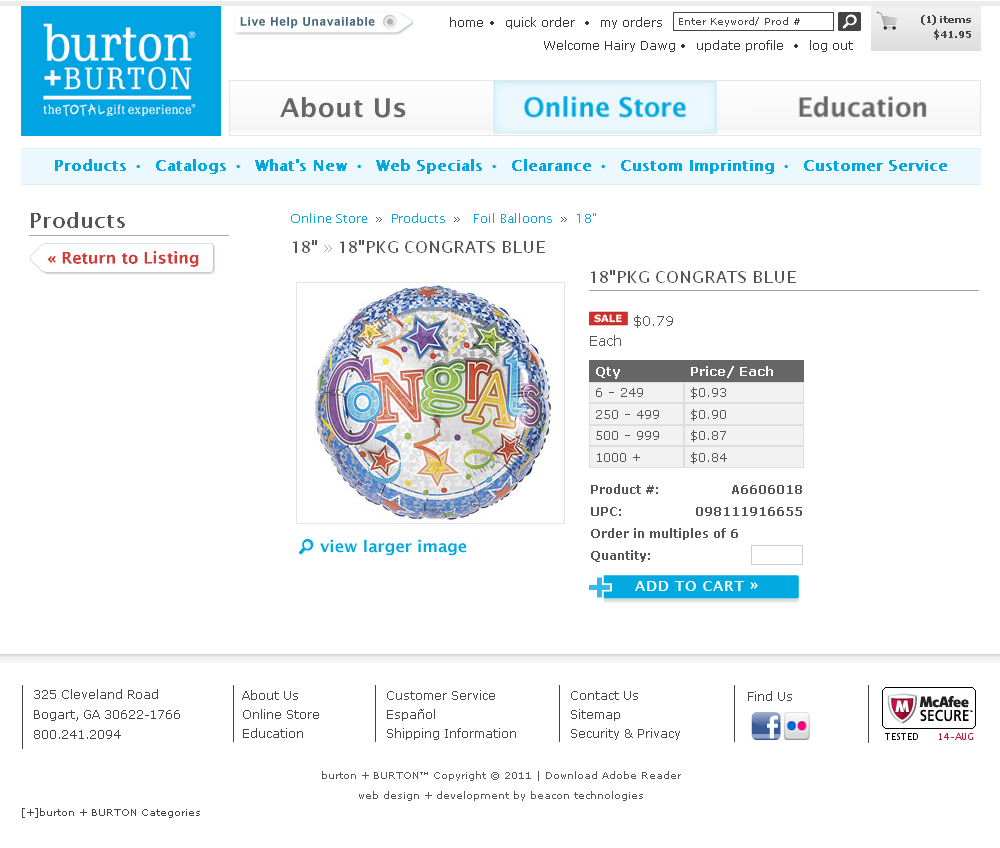 burton®
+BURTON
the TOTAL gift experience®
Live Help Unavailable
home • quick order • my orders
Enter Keyword/ Prod #
Welcome Hairy Dawg • update profile • log out
(1) items
$41.95
About Us
Online Store
Education
Products • Catalogs • What's New • Web Specials • Clearance • Custom Imprinting • Customer Service
Products
« Return to Listing
Online Store » Products » Foil Balloons » 18"
18" » 18"PKG CONGRATS BLUE
Congrats
view larger image
18"PKG CONGRATS BLUE
SALE $0.79
Each
Qty Price/ Each
6 - 249 $0.93
250 - 499 $0.90
500 - 999 $0.87
1000 + $0.84
Product #: A6606018
UPC: 098111916655
Order in multiples of 6
Quantity:
ADD TO CART »
325 Cleveland Road
Bogart, GA 30622-1766
800.241.2094
About Us
Online Store
Education
Customer Service
Español
Shipping Information
Contact Us
Sitemap
Security & Privacy
Find Us
f
McAfee
SECURE™
TESTED 14-AUG
burton + BURTON™ Copyright © 2011 | Download Adobe Reader
web design + development by beacon technologies
[+]burton + BURTON Categories